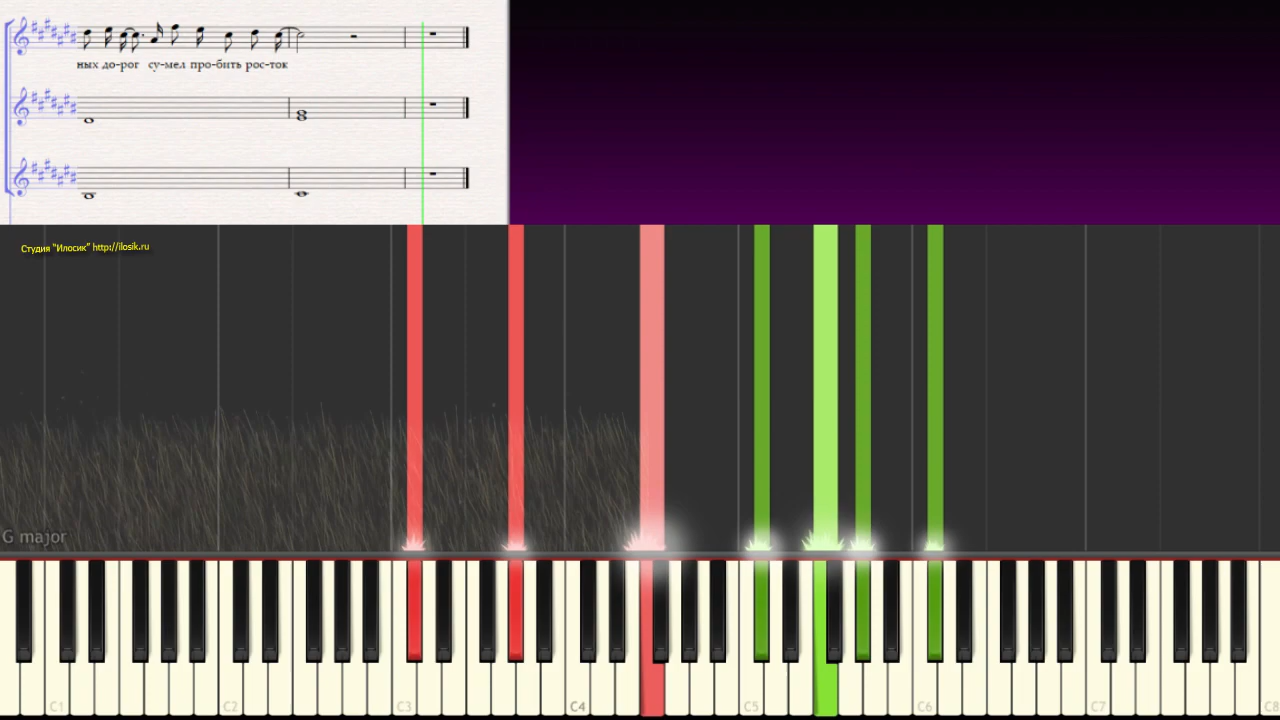 ных до-рог су-мел про-бить рос-ток
Студия "Илосик" http://ilosik.ru
G major
C1 C2 C3 C4 C5 C6 C7 C8